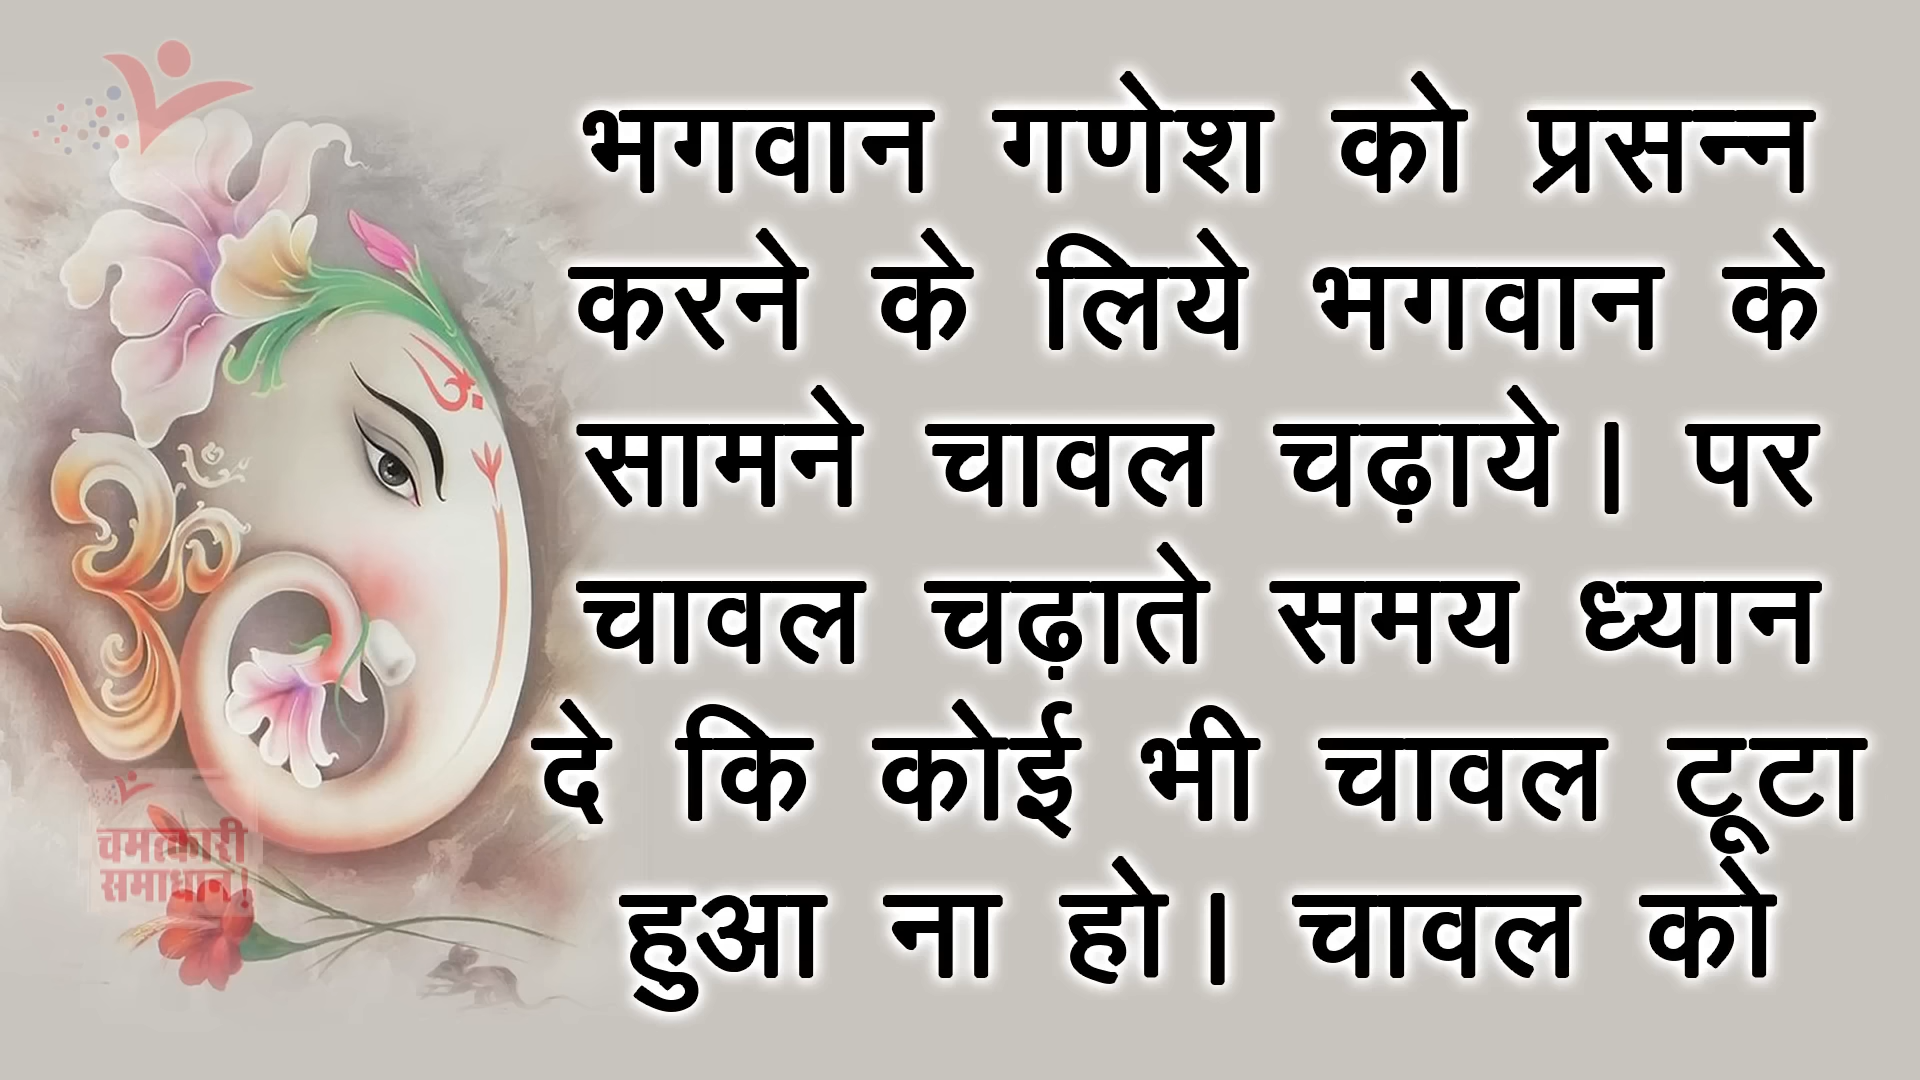 भगवान गणेश को प्रसन्न
करने के लिये भगवान के
सामने चावल चढ़ाये। पर
चावल चढ़ाते समय ध्यान
दे कि कोई भी चावल टूटा
हुआ ना हो। चावल को
चमत्कारी
समाधान!